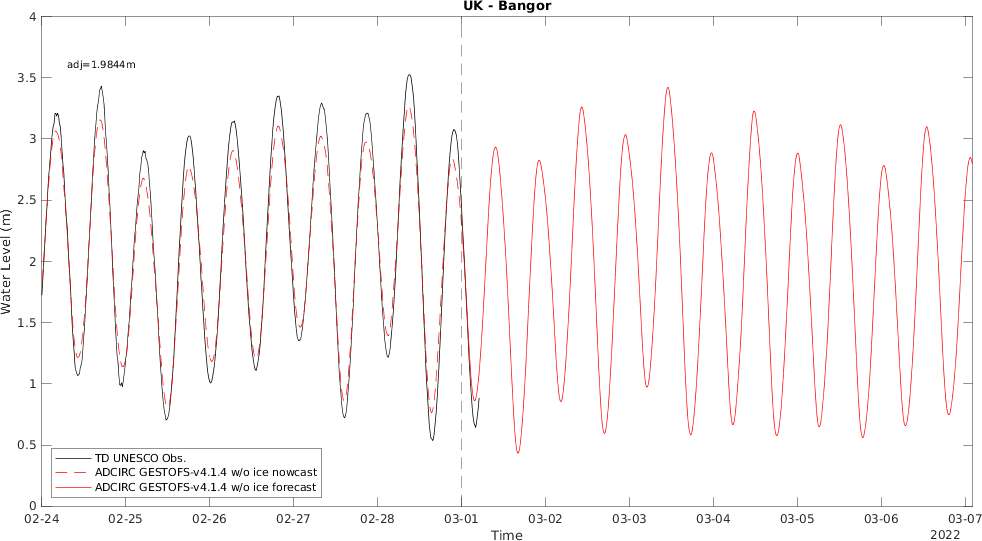 UK - Bangor
adj=1.9844m
Water Level (m)
4
3.5
3
2.5
2
1.5
1
0.5
0
TD UNESCO Obs.
ADCIRC GESTOFS-v4.1.4 w/o ice nowcast
ADCIRC GESTOFS-v4.1.4 w/o ice forecast
02-24 02-25 02-26 02-27 02-28 03-01 03-02 03-03 03-04 03-05 03-06 03-07
Time
2022